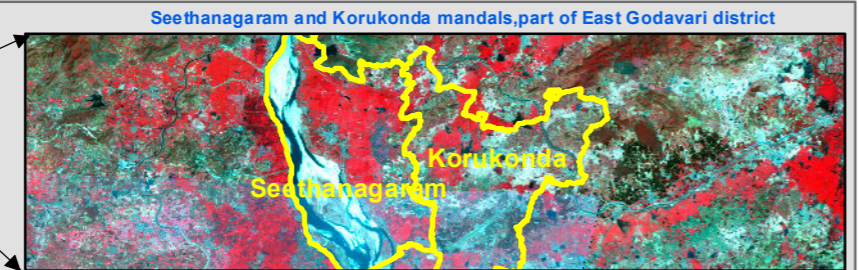 Seethanagaram and Korukonda mandals,part of East Godavari district
Korukonda
Seethanagaram